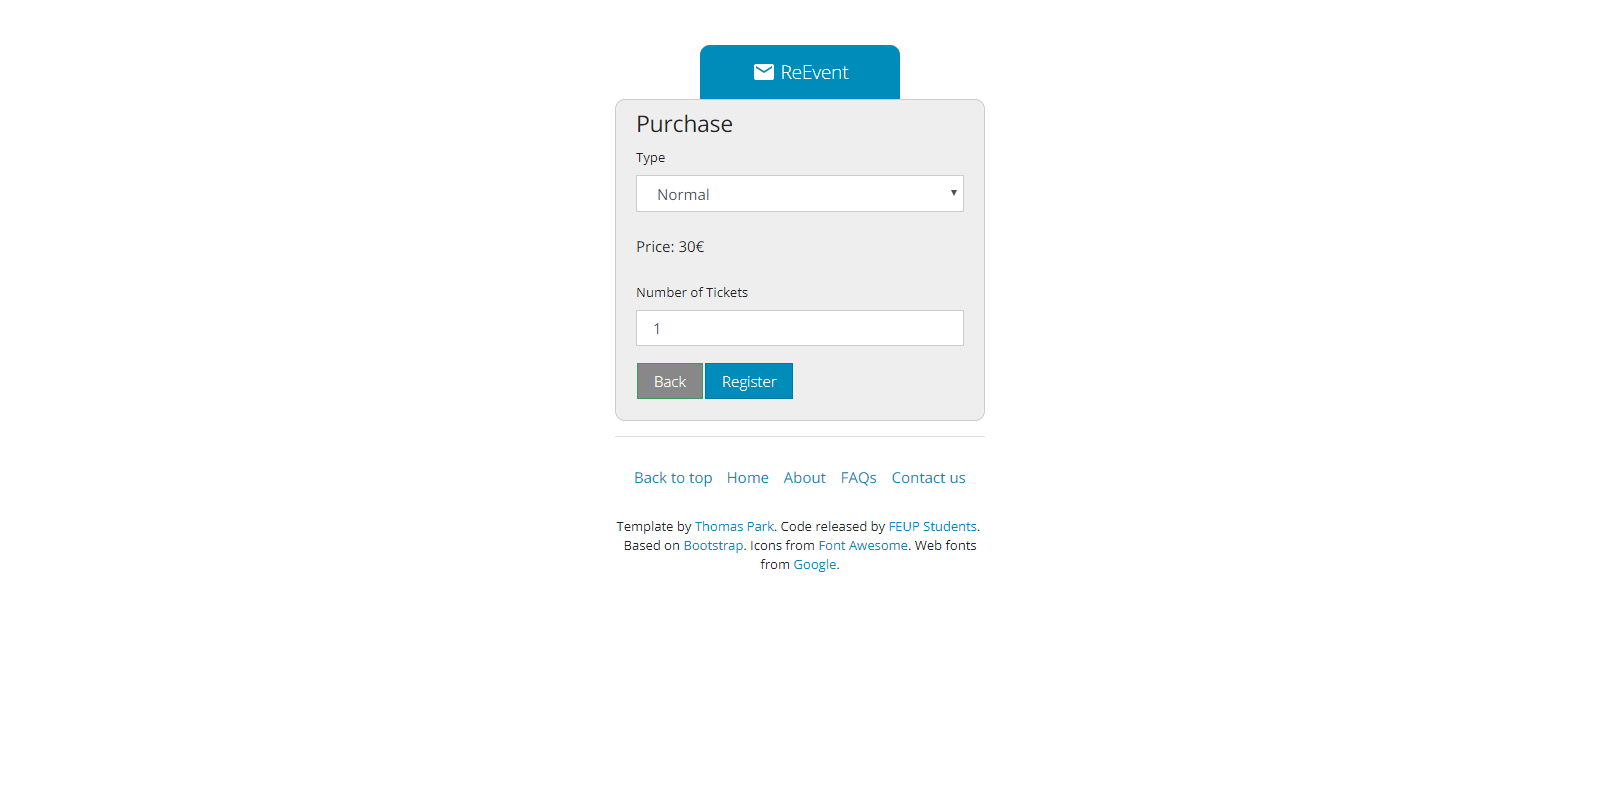 ReEvent
Purchase
Type
Normal
Price: 30€
Number of Tickets
1
Back Register
Back to top Home About FAQs Contact us
Template by Thomas Park. Code released by FEUP Students.
Based on Bootstrap. Icons from Font Awesome. Web fonts
from Google.